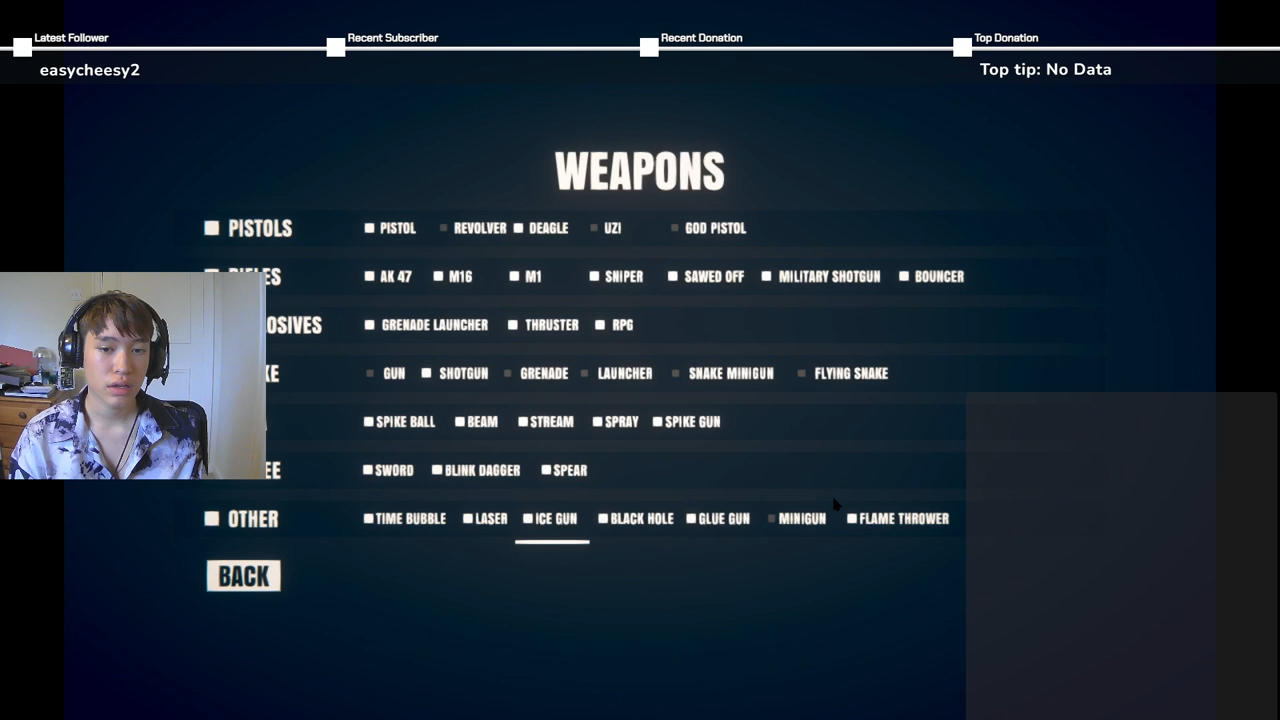 Latest Follower
Recent Subscriber
Recent Donation
Top Donation
easycheesy2
Top tip: No Data
WEAPONS
PISTOLS PISTOL REVOLVER DEAGLE UZI GOD PISTOL
AK 47 M16 M1 SNIPER SAWED OFF MILITARY SHOTGUN BOUNCER
OSIVES GRENADE LAUNCHER THRUSTER RPG
KE GUN SHOTGUN GRENADE LAUNCHER SNAKE MINIGUN FLYING SNAKE
SPIKE BALL BEAM STREAM SPRAY SPIKE GUN
EE SWORD BLINK DAGGER SPEAR
OTHER TIME BUBBLE LASER ICE GUN BLACK HOLE GLUE GUN MINIGUN FLAME THROWER
BACK